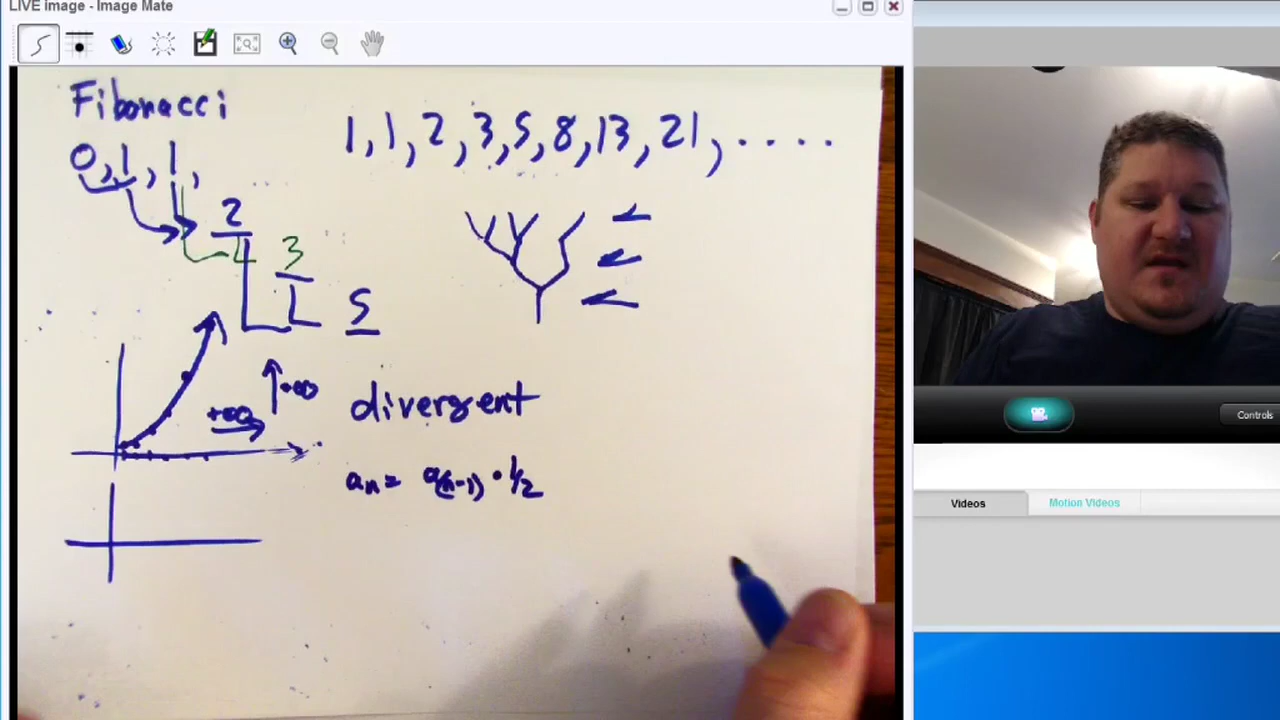 LIVE image - Image Mate
Fibonacci
1, 1, 2, 3, 5, 8, 13, 21, ....
0, 1, 1,
2
3
5
+∞
+∞
divergent
aₙ = a(n-1) · 1/2
Controls
Videos
Motion Videos